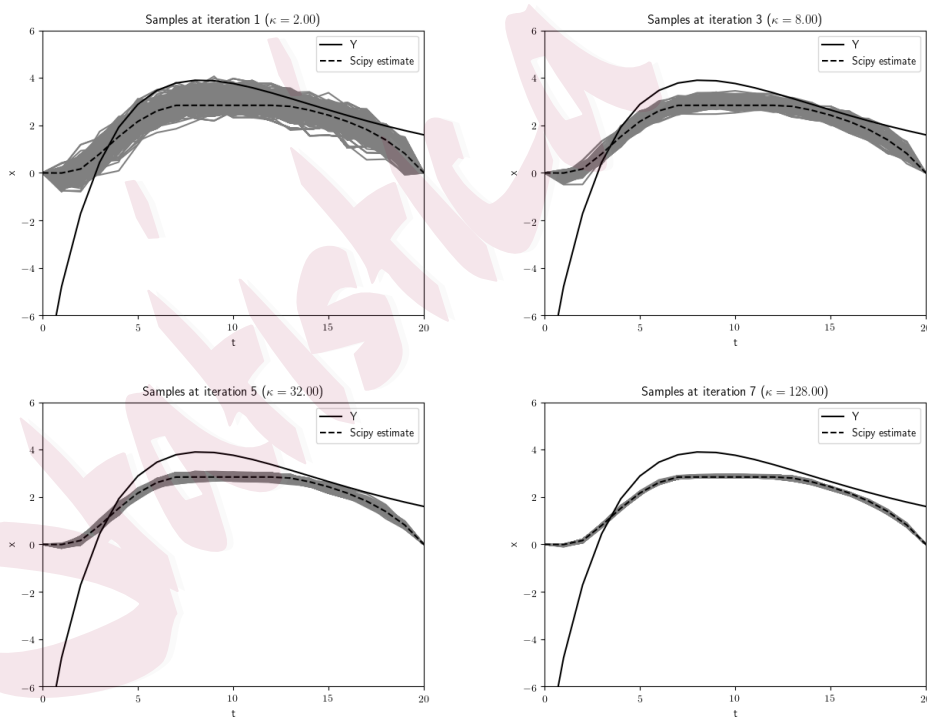 Samples at iteration 1 (κ = 2.00)
6
4
2
0
−2
−4
−6
x
0
5
10
15
20
t
Y
Scipy estimate
Samples at iteration 3 (κ = 8.00)
6
4
2
0
−2
−4
−6
x
0
5
10
15
20
t
Y
Scipy estimate
Samples at iteration 5 (κ = 32.00)
6
4
2
0
−2
−4
−6
x
0
5
10
15
20
t
Y
Scipy estimate
Samples at iteration 7 (κ = 128.00)
6
4
2
0
−2
−4
−6
x
0
5
10
15
20
t
Y
Scipy estimate
Statistica